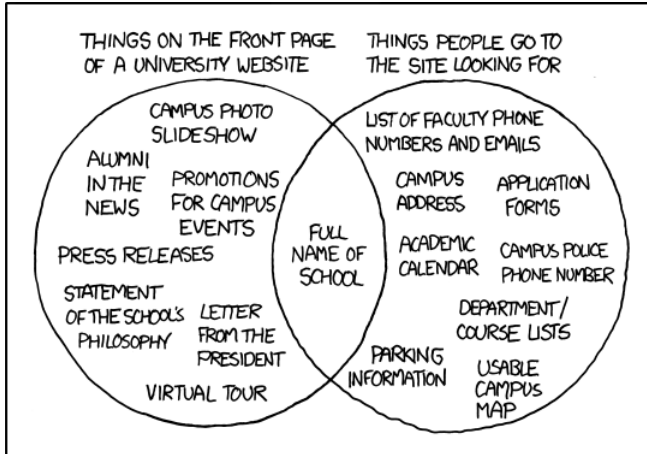 THINGS ON THE FRONT PAGE
OF A UNIVERSITY WEBSITE
THINGS PEOPLE GO TO
THE SITE LOOKING FOR
CAMPUS PHOTO
SLIDESHOW
ALUMNI
IN THE
NEWS
PROMOTIONS
FOR CAMPUS
EVENTS
PRESS RELEASES
STATEMENT
OF THE SCHOOL'S
PHILOSOPHY
LETTER
FROM THE
PRESIDENT
VIRTUAL TOUR
FULL
NAME OF
SCHOOL
LIST OF FACULTY PHONE
NUMBERS AND EMAILS
CAMPUS
ADDRESS
APPLICATION
FORMS
ACADEMIC
CALENDAR
CAMPUS POLICE
PHONE NUMBER
DEPARTMENT/
COURSE LISTS
PARKING
INFORMATION
USABLE
CAMPUS
MAP